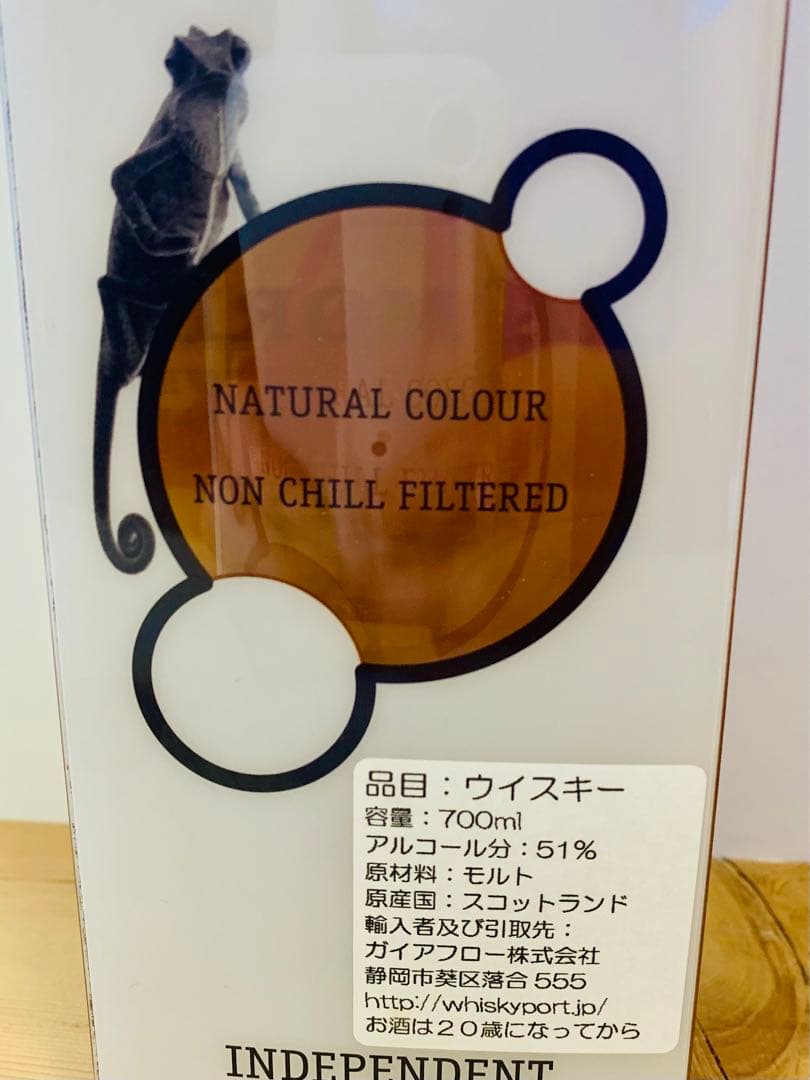 NATURAL COLOUR
NON CHILL FILTERED
品目：ウイスキー
容量：700ml
アルコール分：51%
原材料：モルト
原産国：スコットランド
輸入者及び引取先：
ガイアフロー株式会社
静岡市葵区落合555
http://whiskyport.jp/
お酒は２０歳になってから
INDEPENDENT